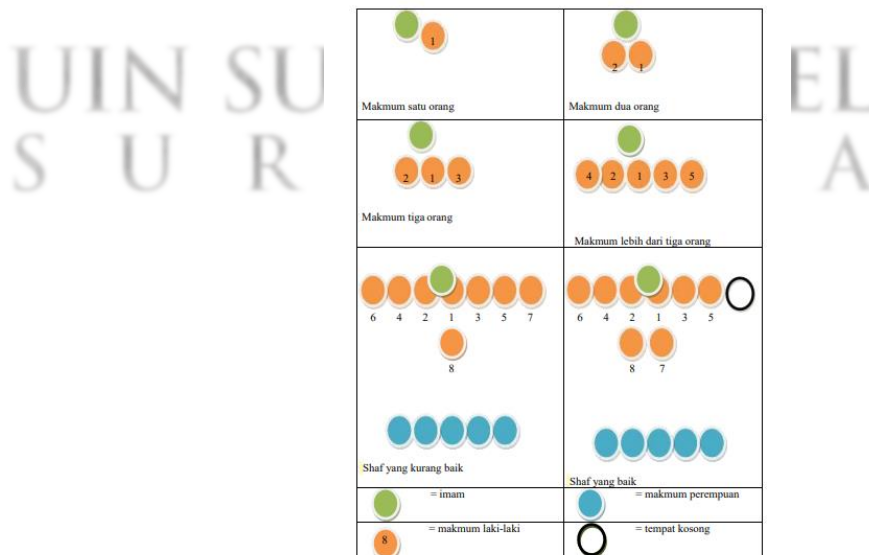 UIN SU EL
S U R A
1
2 1
Makmum satu orang
Makmum dua orang
2 1 3
4 2 1 3 5
Makmum tiga orang
Makmum lebih dari tiga orang
6 4 2 1 3 5 7
6 4 2 1 3 5
8
8 7
Shaf yang kurang baik
Shaf yang baik
= imam
= makmum perempuan
8 = makmum laki-laki
= tempat kosong